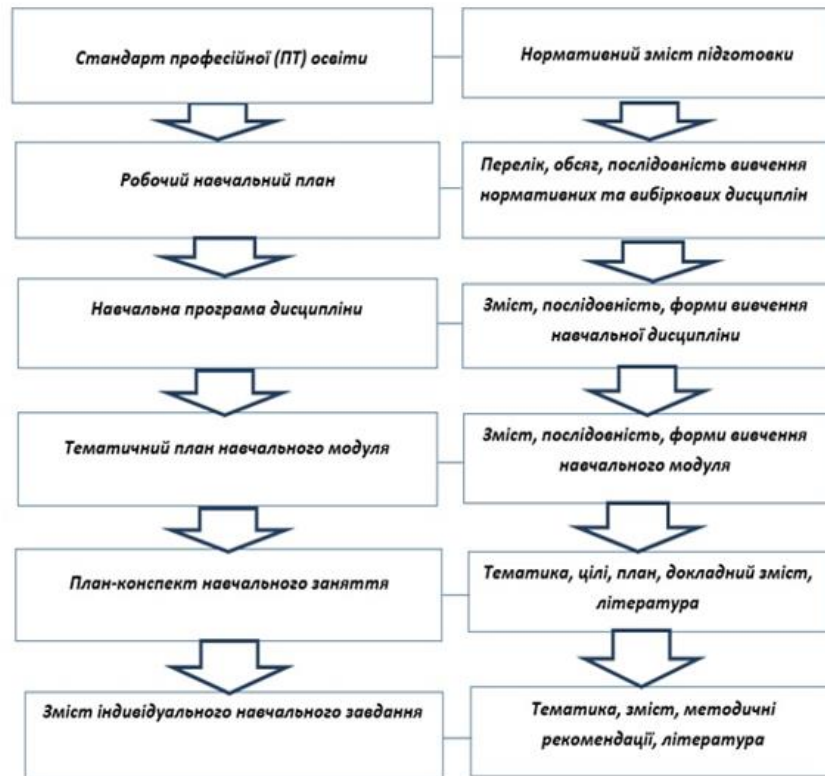 Стандарт професійної (ПТ) освіти
Нормативний зміст підготовки
Робочий навчальний план
Перелік, обсяг, послідовність вивчення
нормативних та вибіркових дисциплін
Навчальна програма дисципліни
Зміст, послідовність, форми вивчення
навчальної дисципліни
Тематичний план навчального модуля
Зміст, послідовність, форми вивчення
навчального модуля
План-конспект навчального заняття
Тематика, цілі, план, докладний зміст,
література
Зміст індивідуального навчального завдання
Тематика, зміст, методичні
рекомендації, література